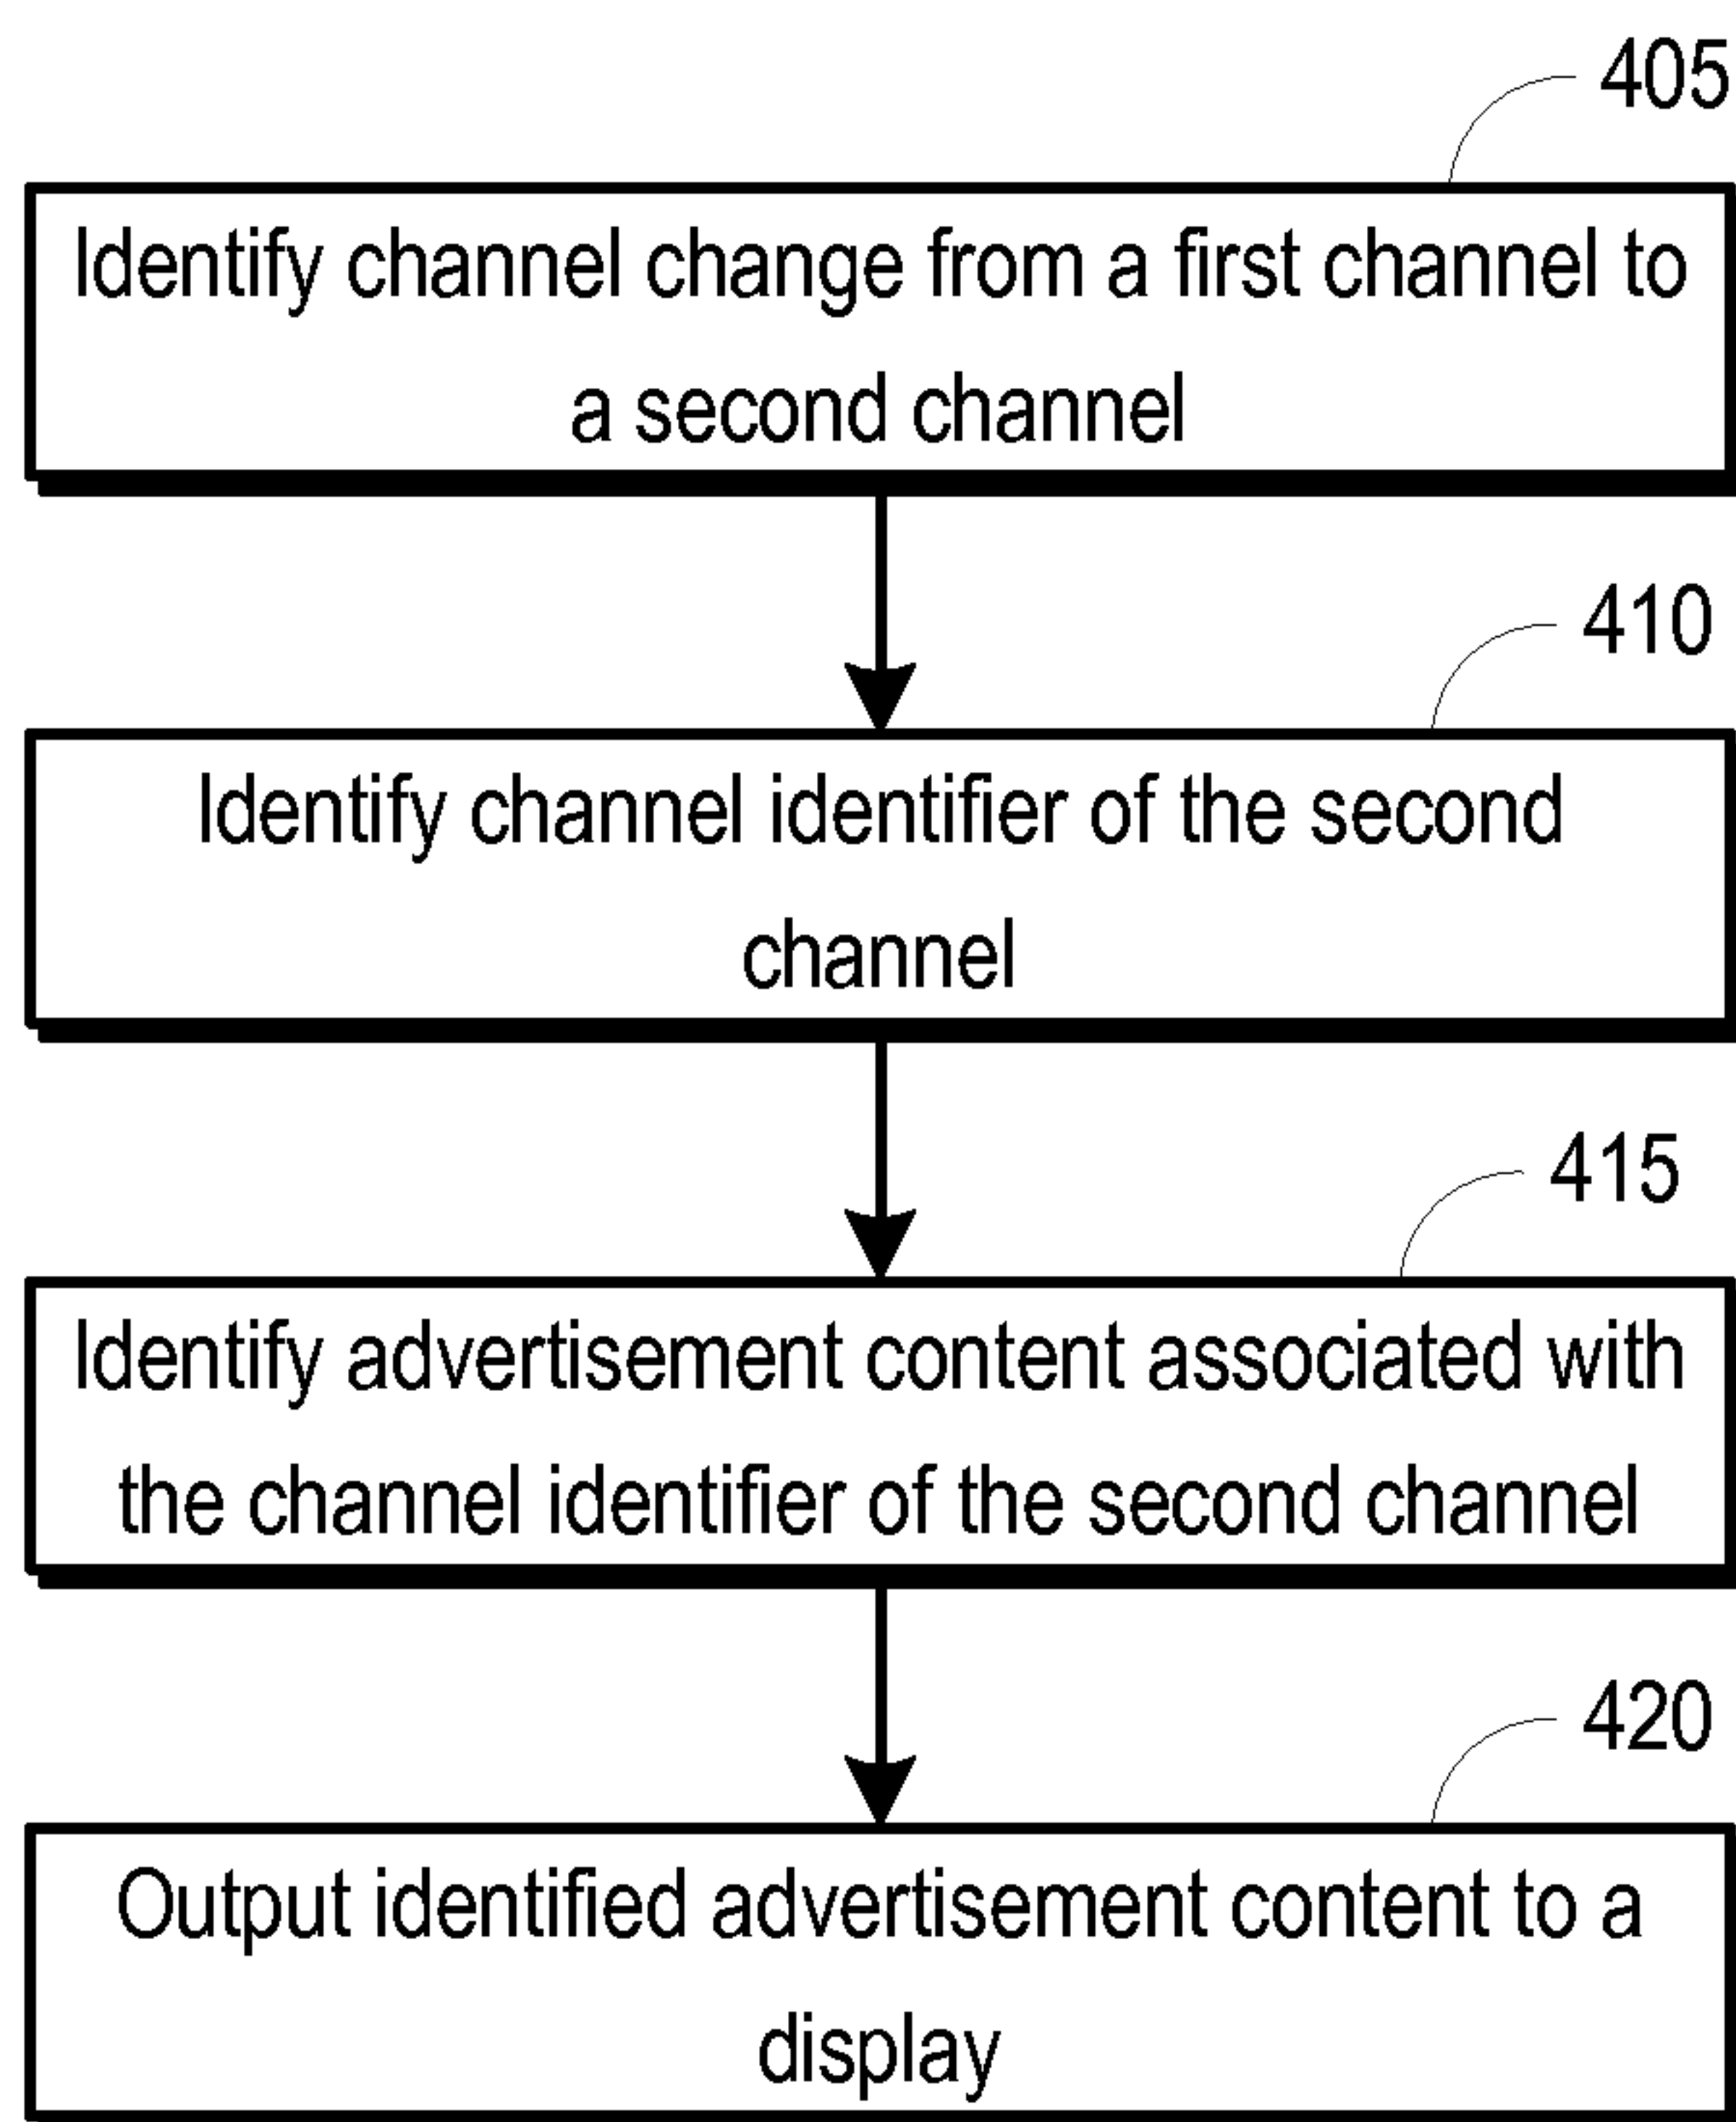 405
Identify channel change from a first channel to
a second channel
410
Identify channel identifier of the second
channel
415
Identify advertisement content associated with
the channel identifier of the second channel
420
Output identified advertisement content to a
display